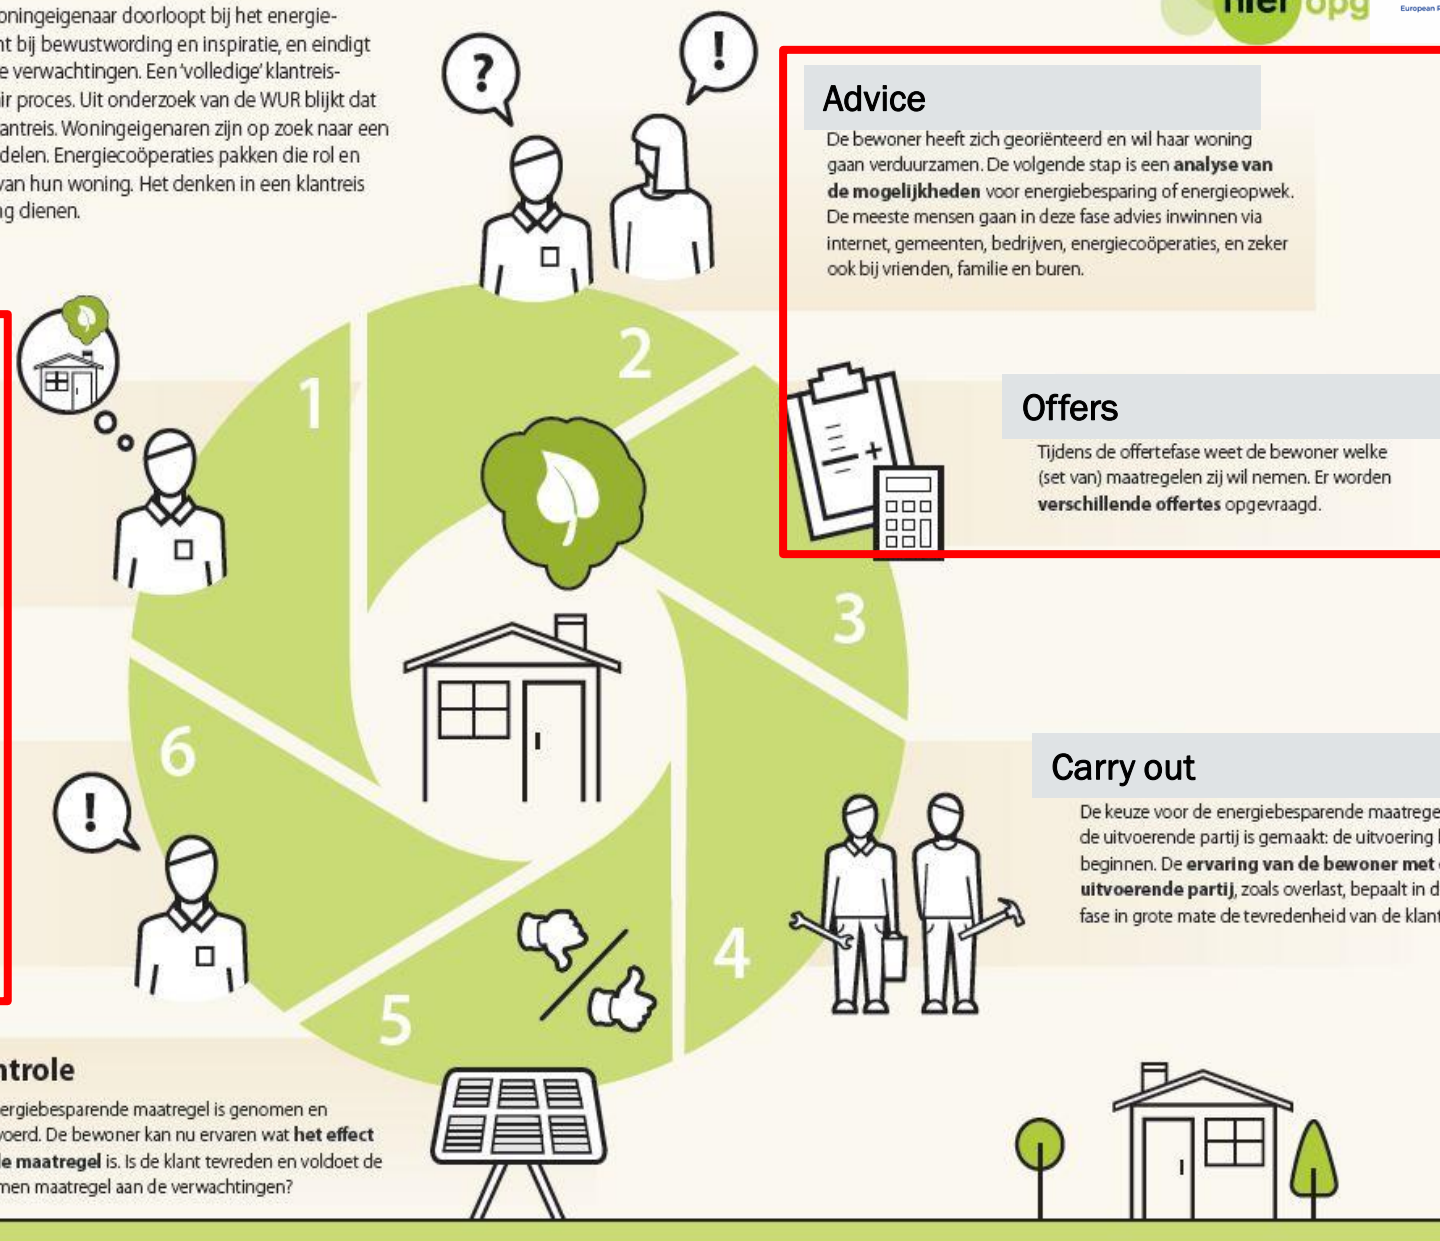 oningeigenaar doorloopt bij het energie-
nt bij bewustwording en inspiratie, en eindigt
e verwachtingen. Een ‘volledige’ klantreis-
ir proces. Uit onderzoek van de WUR blijkt dat
lantreis. Woningeigenaren zijn op zoek naar een
delen. Energiecoöperaties pakken die rol en
van hun woning. Het denken in een klantreis
ng dienen.
hier opg
European R
?
!
Advice
De bewoner heeft zich georiënteerd en wil haar woning
gaan verduurzamen. De volgende stap is een analyse van
de mogelijkheden voor energiebesparing of energieopwek.
De meeste mensen gaan in deze fase advies inwinnen via
internet, gemeenten, bedrijven, energiecoöperaties, en zeker
ook bij vrienden, familie en buren.
Offers
Tijdens de offertefase weet de bewoner welke
(set van) maatregelen zij wil nemen. Er worden
verschillende offertes opgevraagd.
1
2
3
4
5
6
!
Carry out
De keuze voor de energiebesparende maatrege
de uitvoerende partij is gemaakt: de uitvoering
beginnen. De ervaring van de bewoner met
uitvoerende partij, zoals overlast, bepaalt in d
fase in grote mate de tevredenheid van de klant
ntrole
ergiebesparende maatregel is genomen en
voerd. De bewoner kan nu ervaren wat het effect
le maatregel is. Is de klant tevreden en voldoet de
men maatregel aan de verwachtingen?